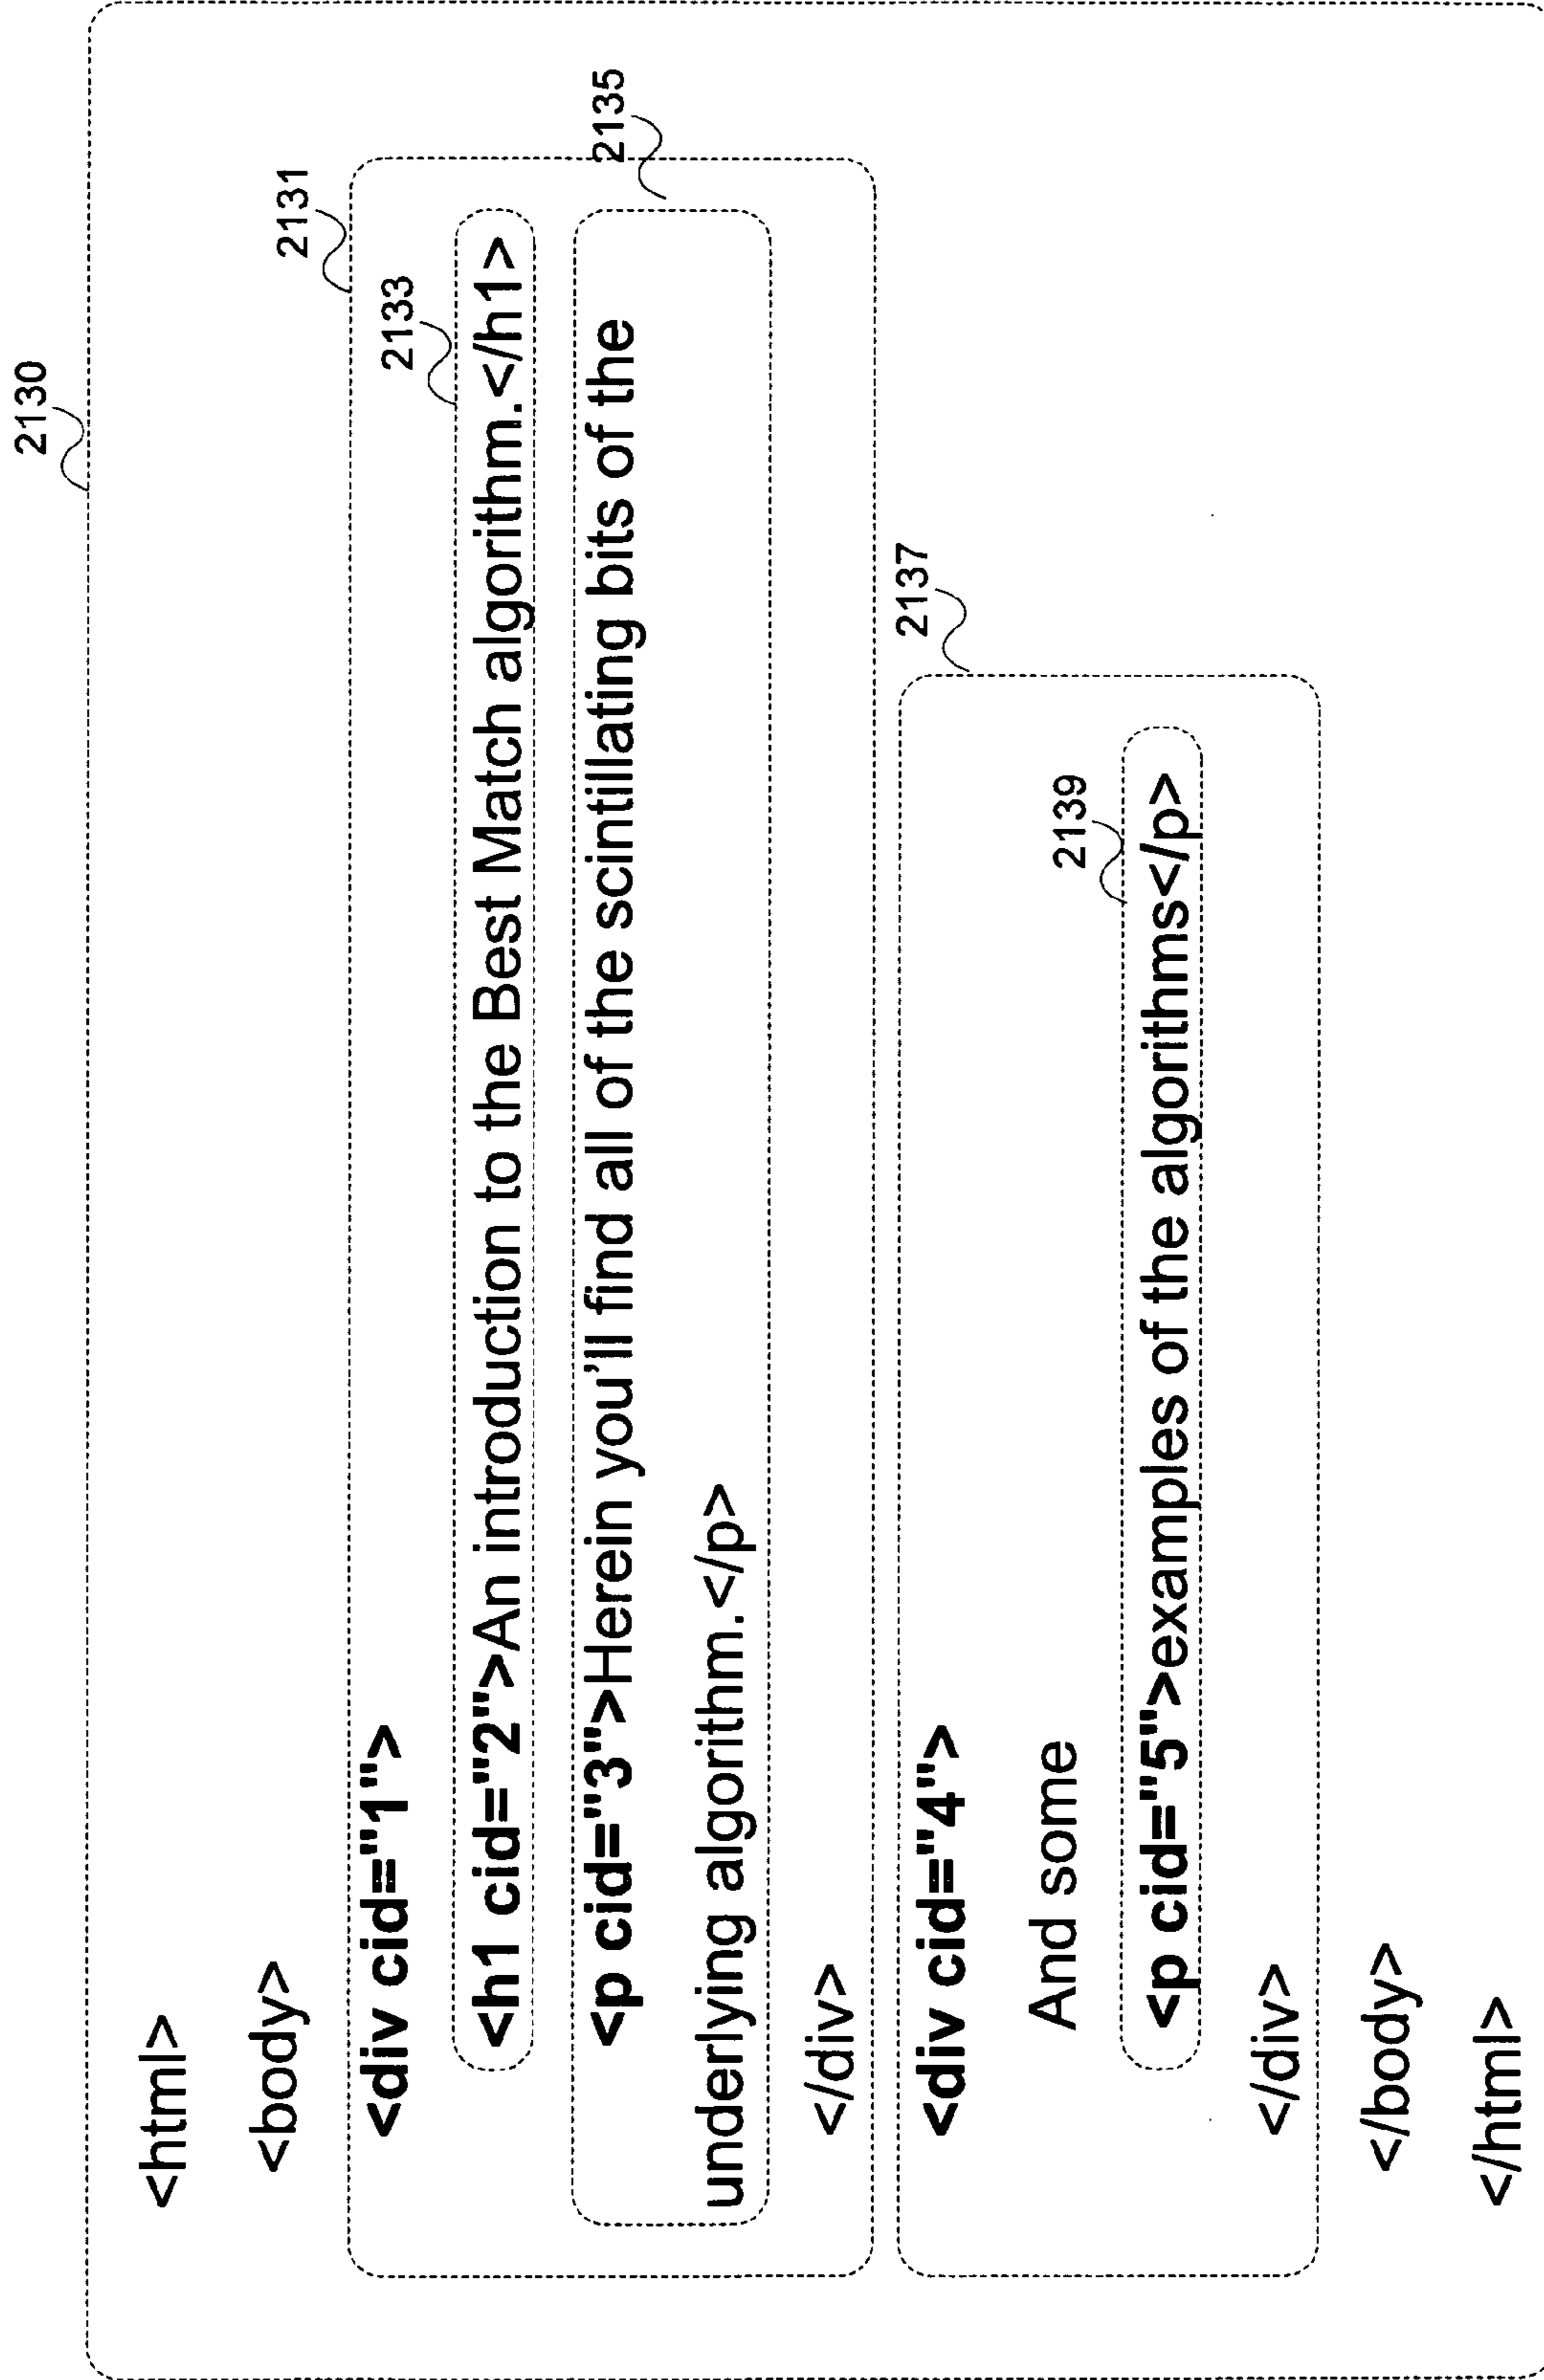 2130
<html>
<body>
2131
<div cid="1">
2133
<h1 cid="2">An introduction to the Best Match algorithm.</h1>
2135
<p cid="3">Herein you'll find all of the scintillating bits of the
underlying algorithm.</p>
</div>
2137
<div cid="4">
And some
2139
<p cid="5">examples of the algorithms</p>
</div>
</body>
</html>